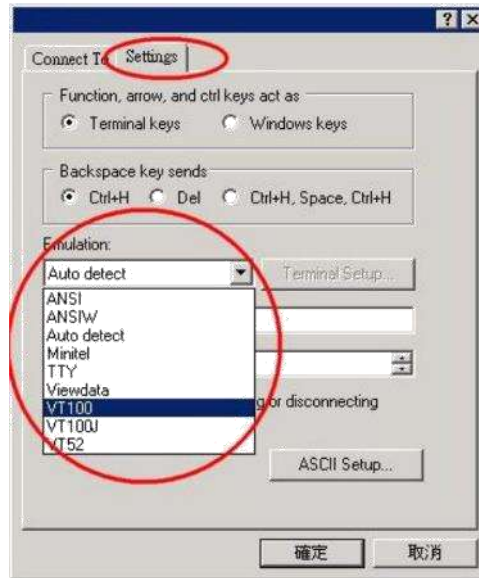 Connect To Settings
Function, arrow, and ctrl keys act as
Terminal keys Windows keys
Backspace key sends
Ctrl+H Del Ctrl+H, Space, Ctrl+H
Emulation:
Auto detect Terminal Setup...
ANSI
ANSIW
Auto detect
Minitel
TTY
Viewdata
VT100 or disconnecting
VT100J
VT52
ASCII Setup...
確定 取消